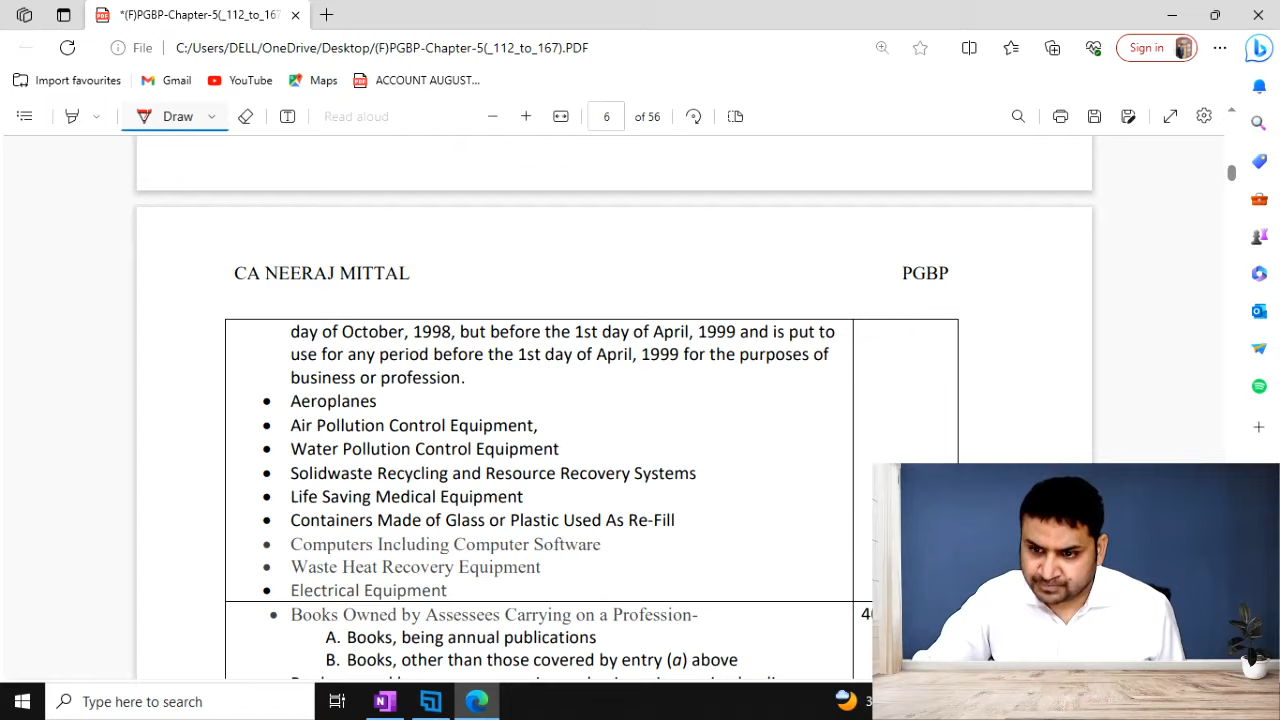 *(F)PGBP-Chapter-5(_112_to_167
File
C:/Users/DELL/OneDrive/Desktop/(F)PGBP-Chapter-5(_112_to_167).PDF
Sign in
Import favourites
Gmail
YouTube
Maps
ACCOUNT AUGUST...
Draw
Read aloud
6
of 56
CA NEERAJ MITTAL
PGBP
day of October, 1998, but before the 1st day of April, 1999 and is put to
use for any period before the 1st day of April, 1999 for the purposes of
business or profession.
• Aeroplanes
• Air Pollution Control Equipment,
• Water Pollution Control Equipment
• Solidwaste Recycling and Resource Recovery Systems
• Life Saving Medical Equipment
• Containers Made of Glass or Plastic Used As Re-Fill
• Computers Including Computer Software
• Waste Heat Recovery Equipment
• Electrical Equipment
• Books Owned by Assessees Carrying on a Profession-
A. Books, being annual publications
B. Books, other than those covered by entry (a) above
Type here to search